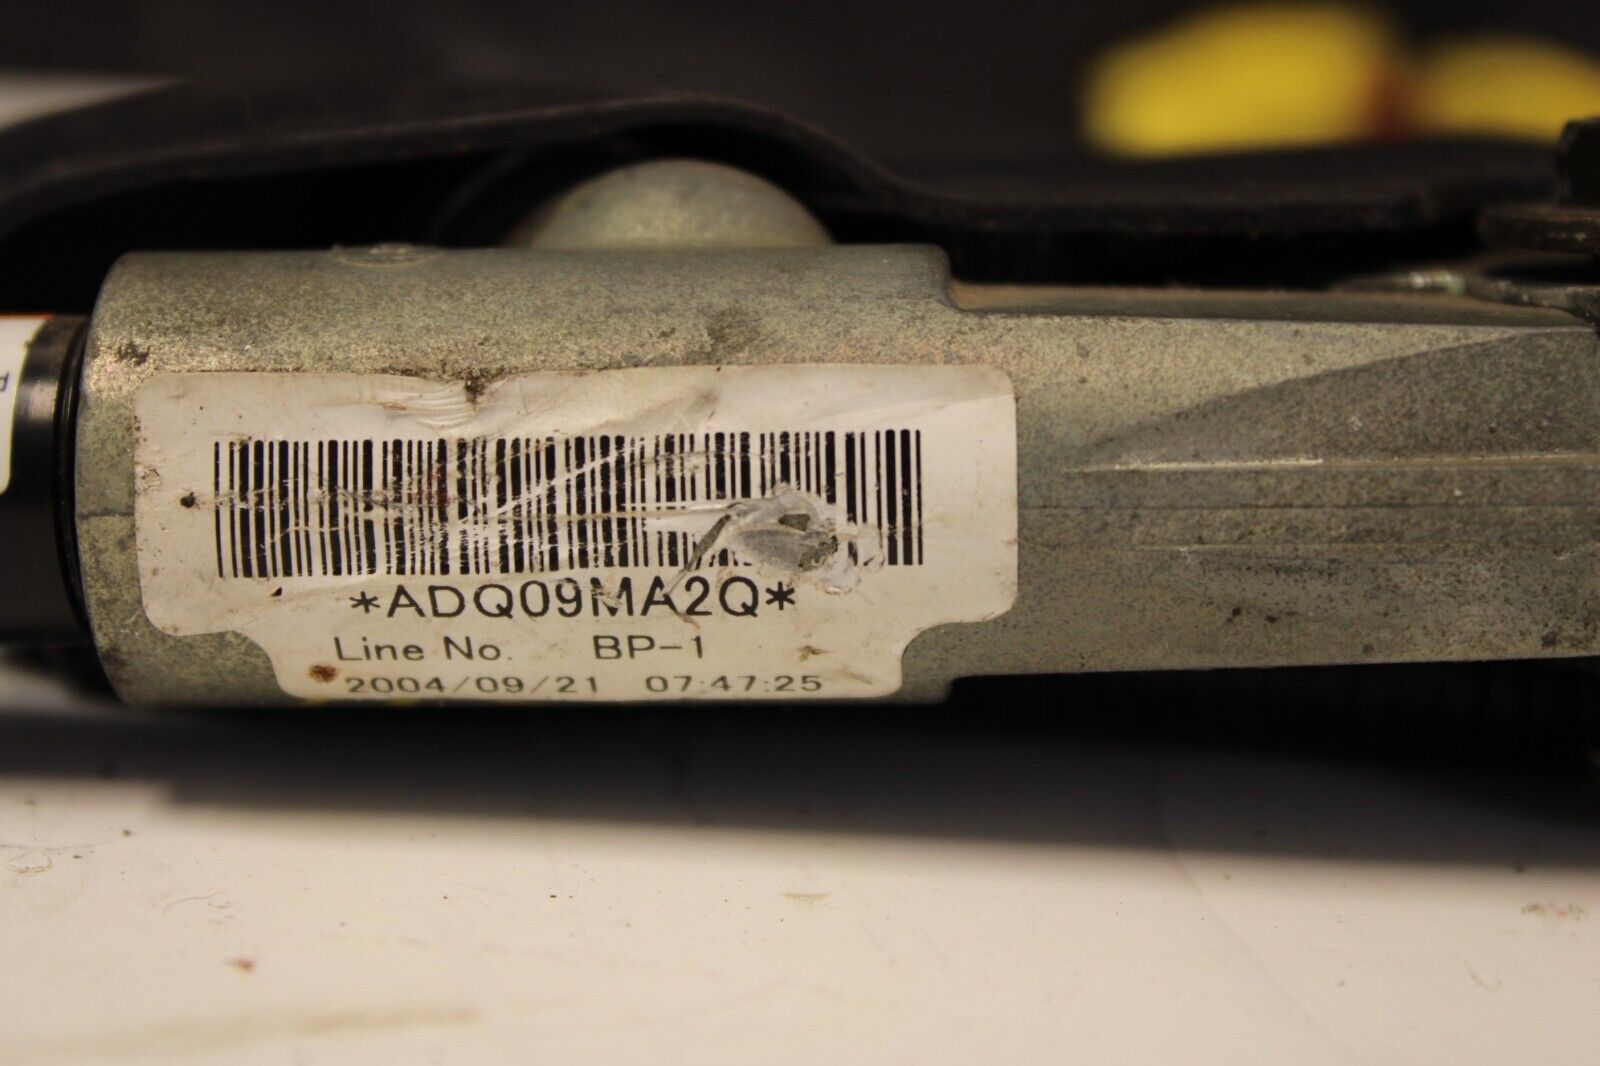 *ADQ09MA2Q*
Line No. BP-1
2004/09/21 07:47:25